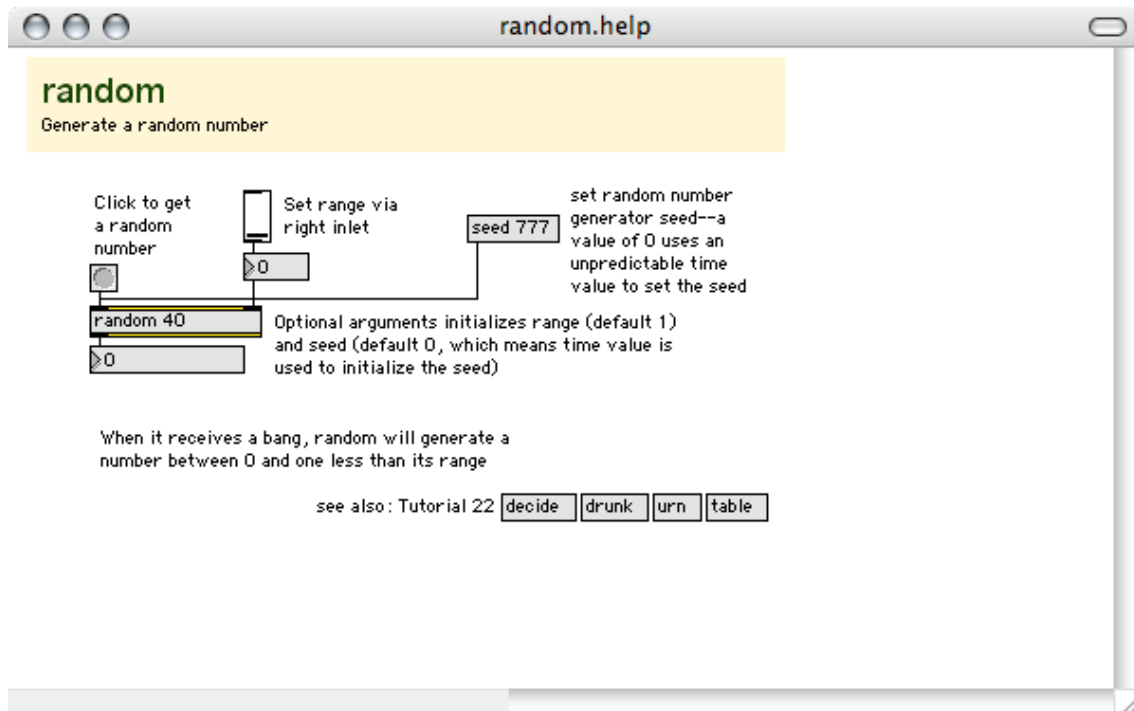 random.help
random
Generate a random number
Click to get
a random
number
Set range via
right inlet
seed 777
set random number
generator seed--a
value of 0 uses an
unpredictable time
value to set the seed
0
random 40
Optional arguments initializes range (default 1)
and seed (default 0, which means time value is
used to initialize the seed)
0
When it receives a bang, random will generate a
number between 0 and one less than its range
see also: Tutorial 22 decide drunk urn table